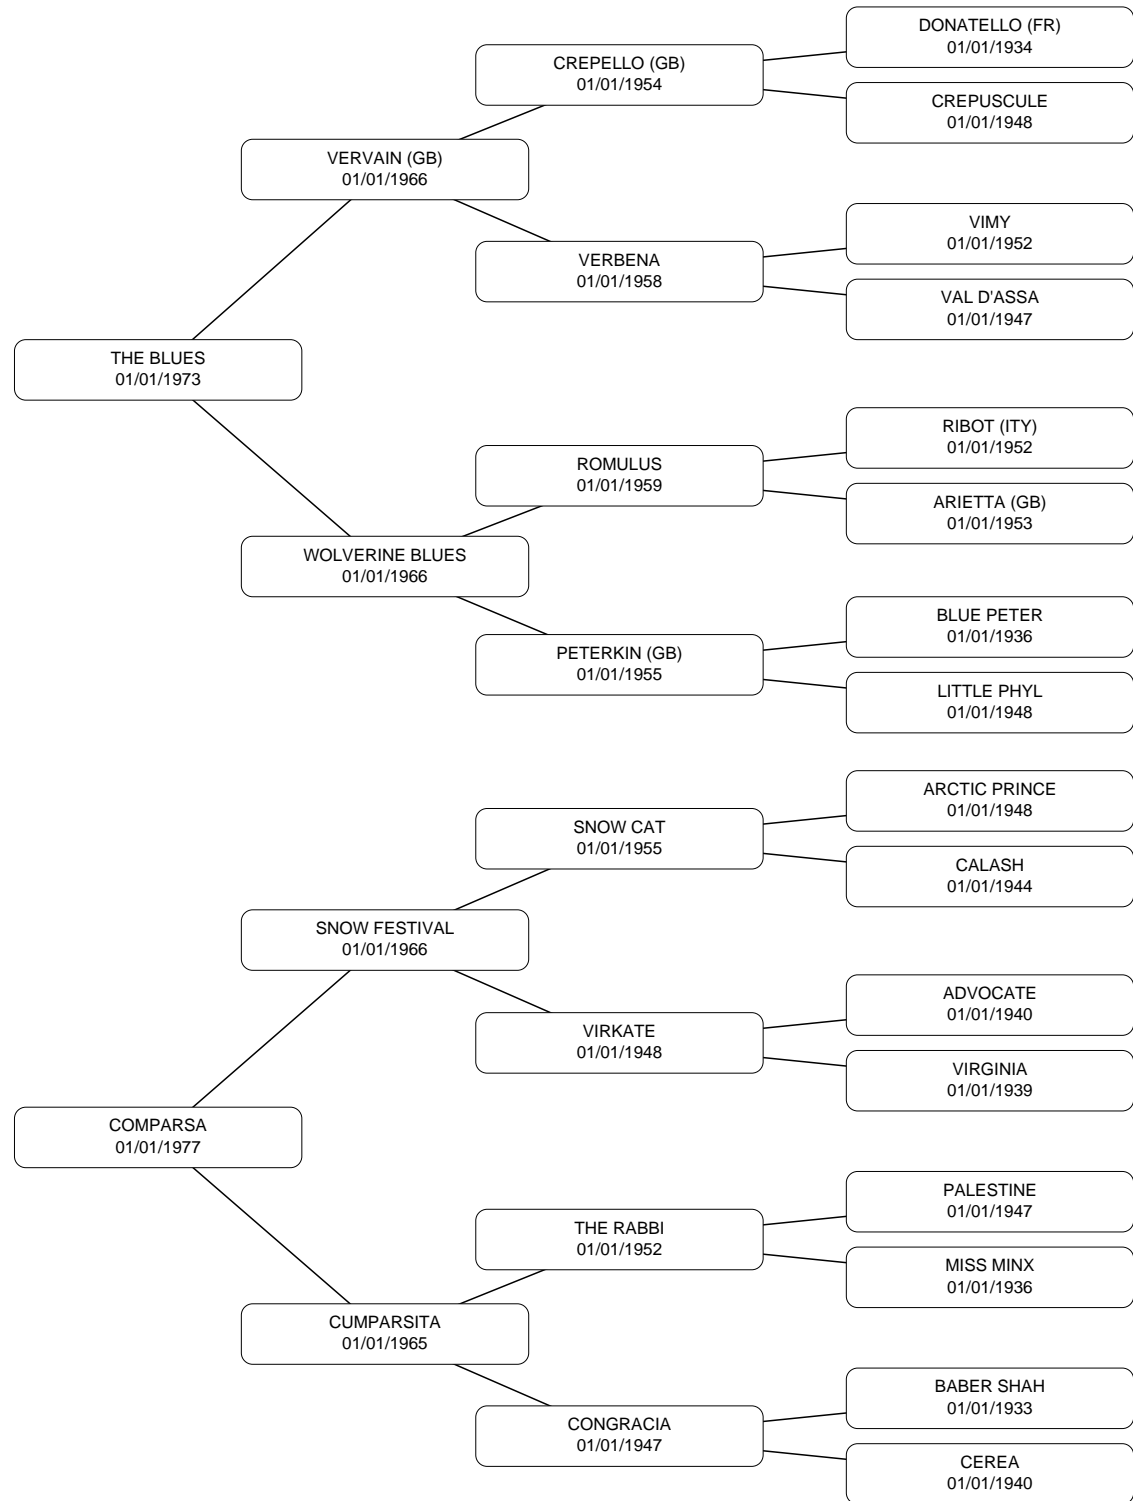 DONATELLO (FR)
01/01/1934
CREPELLO (GB)
01/01/1954
CREPUSCULE
01/01/1948
VERVAIN (GB)
01/01/1966
VIMY
01/01/1952
VERBENA
01/01/1958
VAL D'ASSA
01/01/1947
THE BLUES
01/01/1973
RIBOT (ITY)
01/01/1952
ROMULUS
01/01/1959
ARIETTA (GB)
01/01/1953
WOLVERINE BLUES
01/01/1966
BLUE PETER
01/01/1936
PETERKIN (GB)
01/01/1955
LITTLE PHYL
01/01/1948
ARCTIC PRINCE
01/01/1948
SNOW CAT
01/01/1955
CALASH
01/01/1944
SNOW FESTIVAL
01/01/1966
ADVOCATE
01/01/1940
VIRKATE
01/01/1948
VIRGINIA
01/01/1939
COMPARSA
01/01/1977
PALESTINE
01/01/1947
THE RABBI
01/01/1952
MISS MINX
01/01/1936
CUMPARSITA
01/01/1965
BABER SHAH
01/01/1933
CONGRACIA
01/01/1947
CEREA
01/01/1940